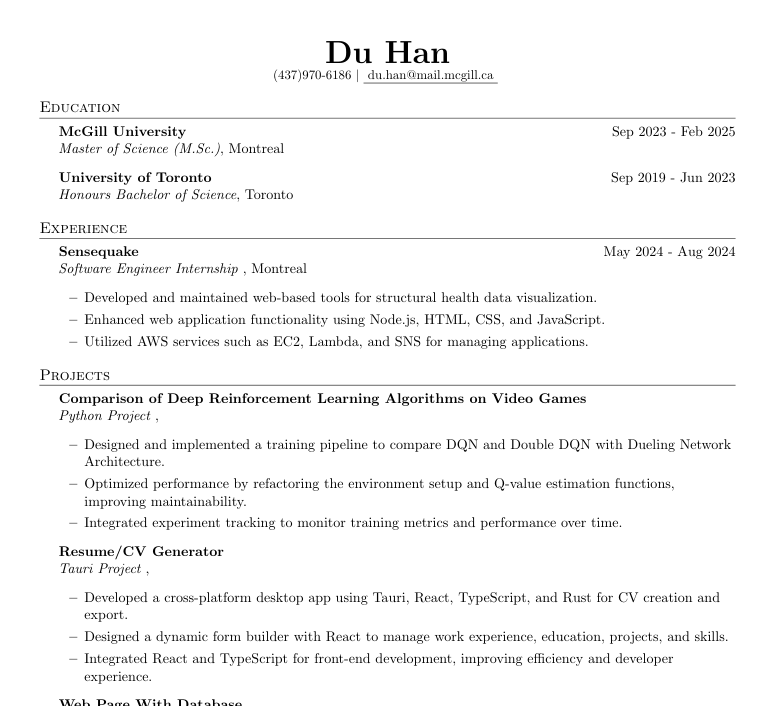 Du Han
(437)970-6186 | du.han@mail.mcgill.ca
Education
McGill University Sep 2023 - Feb 2025
Master of Science (M.Sc.), Montreal
University of Toronto Sep 2019 - Jun 2023
Honours Bachelor of Science, Toronto
Experience
Sensequake May 2024 - Aug 2024
Software Engineer Internship , Montreal
– Developed and maintained web-based tools for structural health data visualization.
– Enhanced web application functionality using Node.js, HTML, CSS, and JavaScript.
– Utilized AWS services such as EC2, Lambda, and SNS for managing applications.
Projects
Comparison of Deep Reinforcement Learning Algorithms on Video Games
Python Project ,
– Designed and implemented a training pipeline to compare DQN and Double DQN with Dueling Network
Architecture.
– Optimized performance by refactoring the environment setup and Q-value estimation functions,
improving maintainability.
– Integrated experiment tracking to monitor training metrics and performance over time.
Resume/CV Generator
Tauri Project ,
– Developed a cross-platform desktop app using Tauri, React, TypeScript, and Rust for CV creation and
export.
– Designed a dynamic form builder with React to manage work experience, education, projects, and skills.
– Integrated React and TypeScript for front-end development, improving efficiency and developer
experience.
Web Page With Database